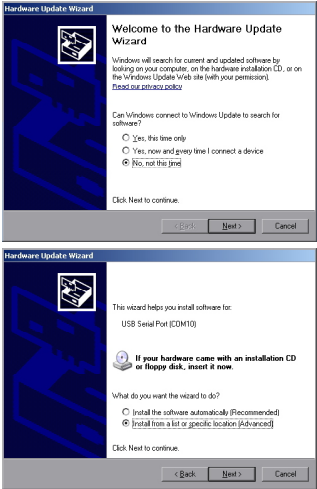 Hardware Update Wizard
Welcome to the Hardware Update
Wizard
Windows will search for current and updated software by
looking on your computer, on the hardware installation CD, or on
the Windows Update Web site (with your permission).
Read our privacy policy
Can Windows connect to Windows Update to search for
software?
Yes, this time only
Yes, now and every time I connect a device
No, not this time
Click Next to continue.
< Back Next > Cancel
Hardware Update Wizard
This wizard helps you install software for:
USB Serial Port (COM10)
If your hardware came with an installation CD
or floppy disk, insert it now.
What do you want the wizard to do?
Install the software automatically (Recommended)
Install from a list or specific location (Advanced)
Click Next to continue.
< Back Next > Cancel